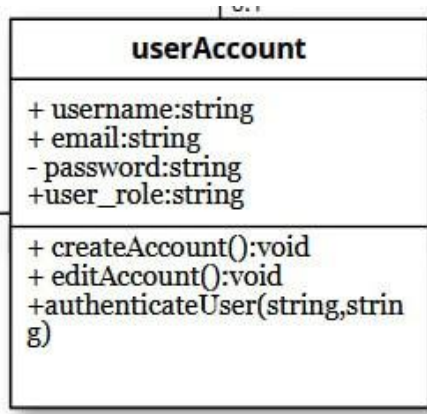 userAccount
+ username:string
+ email:string
- password:string
+user_role:string
+ createAccount():void
+ editAccount():void
+authenticateUser(string,strin
g)